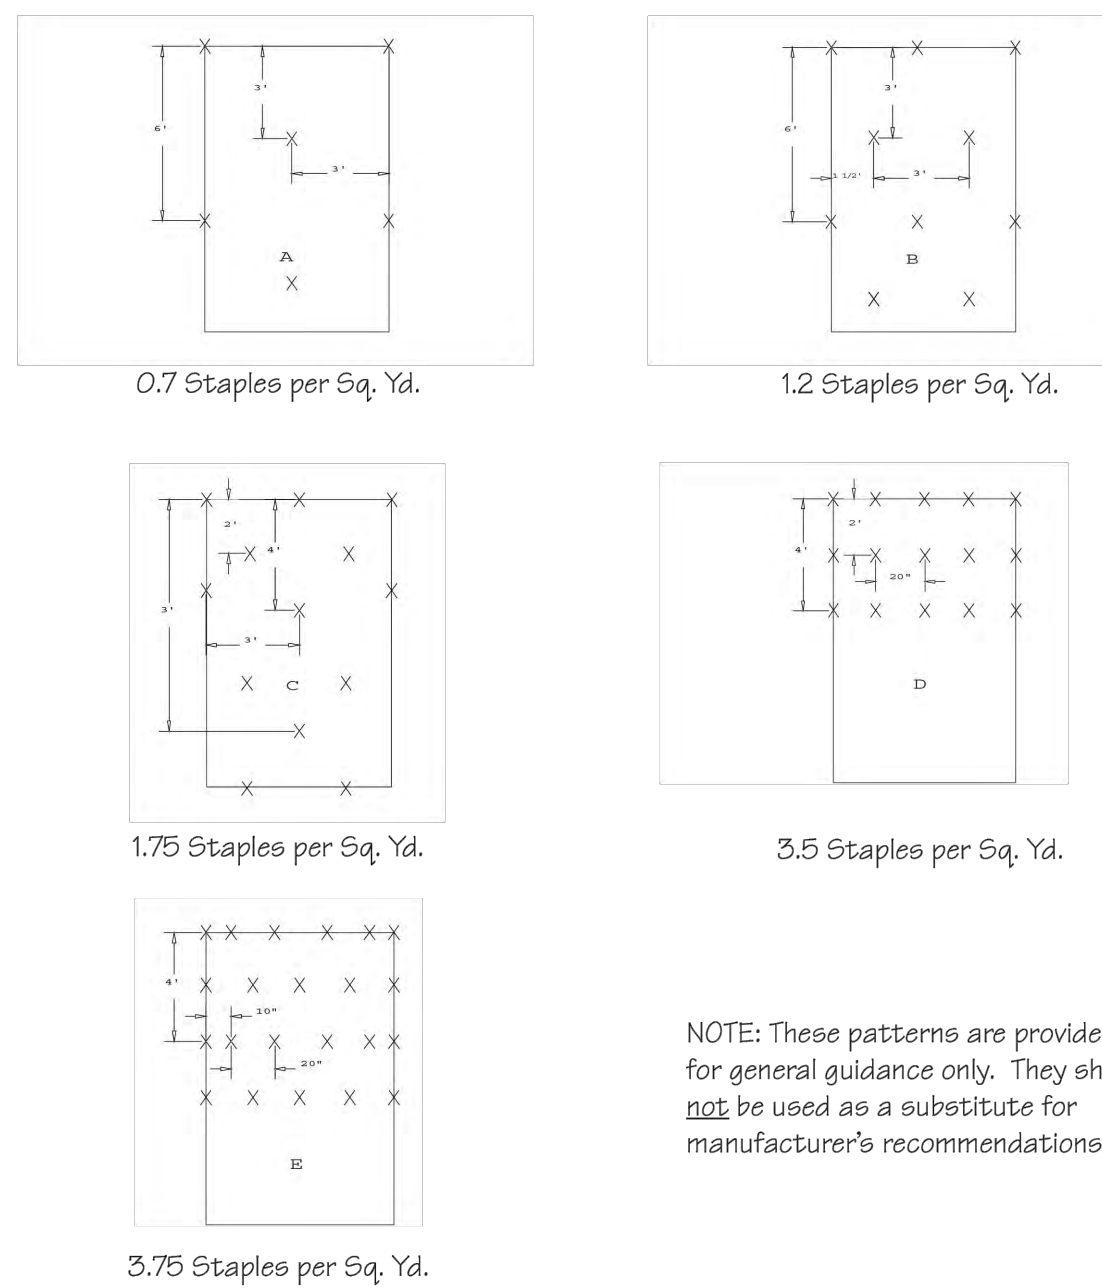 3'
6'
3'
A
0.7 Staples per Sq. Yd.
3'
6'
1 1/2' 3'
B
1.2 Staples per Sq. Yd.
2'
4'
3'
3'
C
1.75 Staples per Sq. Yd.
2'
4'
20"
D
3.5 Staples per Sq. Yd.
4'
10"
20"
E
3.75 Staples per Sq. Yd.
NOTE: These patterns are provide
for general guidance only. They sh
not be used as a substitute for
manufacturer's recommendations